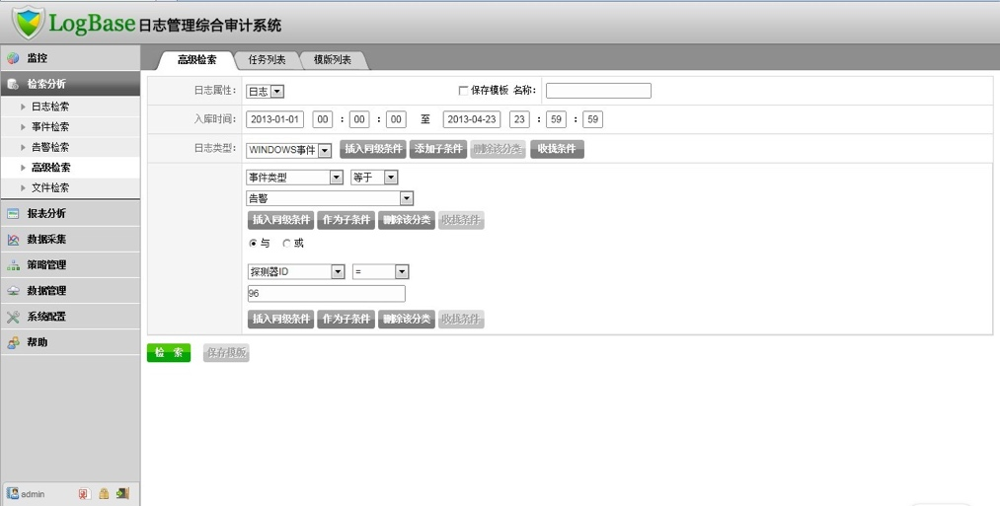 LogBase 日志管理综合审计系统
监控
检索分析
日志检索
事件检索
告警检索
高级检索
文件检索
报表分析
数据采集
策略管理
数据管理
系统配置
帮助
admin
高级检索 任务列表 模版列表
日志属性: 日志 保存模板 名称:
入库时间: 2013-01-01 00 : 00 : 00 至 2013-04-23 23 : 59 : 59
日志类型: WINDOWS事件 插入同级条件 添加子条件 删除该分类 收拢条件
事件类型 等于
告警
插入同级条件 作为子条件 删除该分类 收拢条件
与 或
探测器ID =
96
插入同级条件 作为子条件 删除该分类 收拢条件
检 索 保存模版